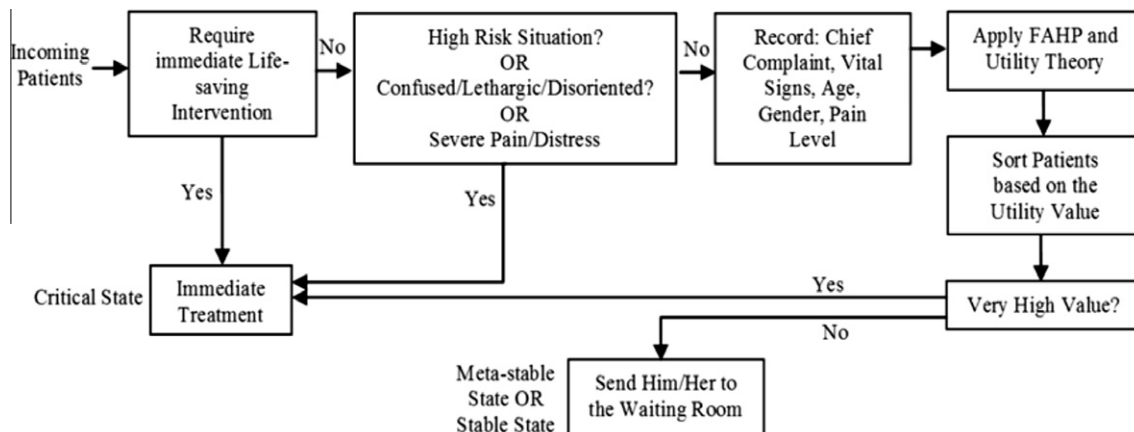 Incoming
Patients
Require
immediate Life-
saving
Intervention
No
High Risk Situation?
OR
Confused/Lethargic/Disoriented?
OR
Severe Pain/Distress
No
Record: Chief
Complaint, Vital
Signs, Age,
Gender, Pain
Level
Apply FAHP and
Utility Theory
Sort Patients
based on the
Utility Value
Yes
Yes
Critical State
Immediate
Treatment
Yes
Very High Value?
No
Meta-stable
State OR
Stable State
Send Him/Her to
the Waiting Room